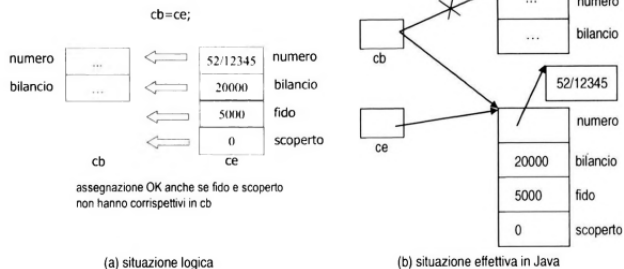 cb=ce;
numero
...
52/12345
numero
bilancio
...
20000
bilancio
5000
fido
0
scoperto
cb
ce
assegnazione OK anche se fido e scoperto
non hanno corrispettivi in cb
(a) situazione logica
...
numero
...
bilancio
cb
52/12345
ce
numero
20000
bilancio
5000
fido
0
scoperto
(b) situazione effettiva in Java